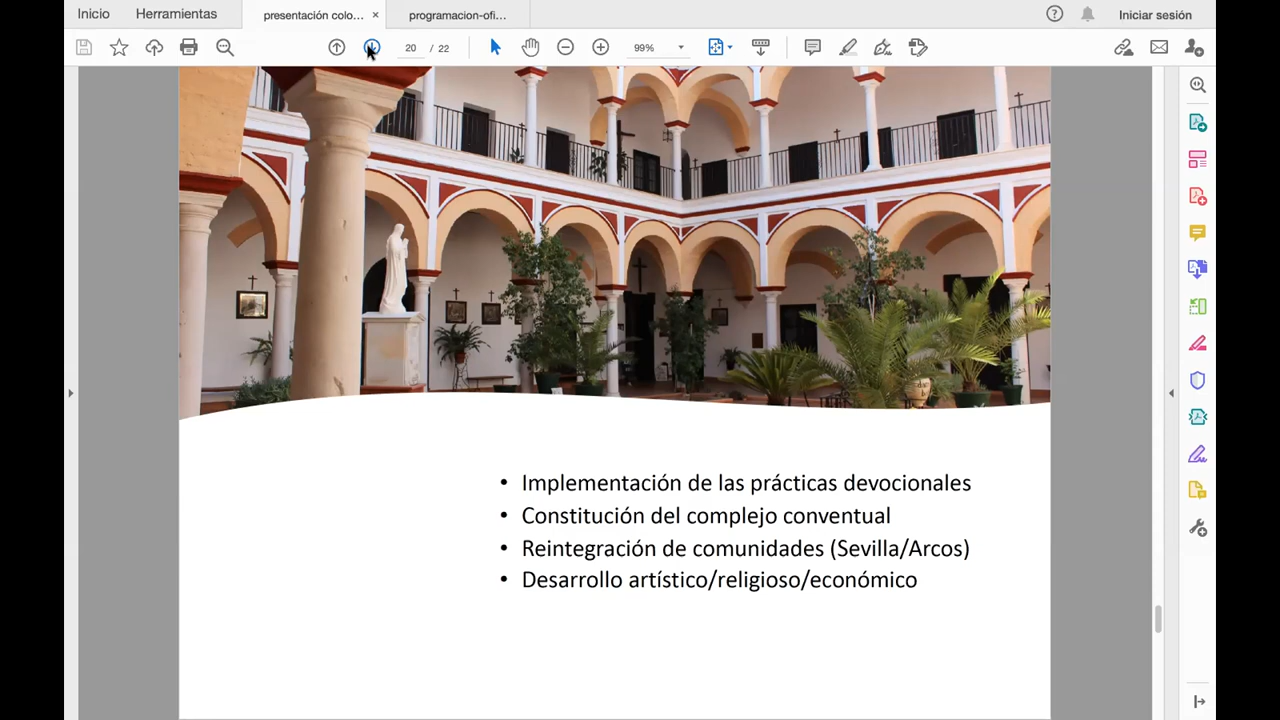 Inicio
Herramientas
presentación colo... ×
programacion-ofi...
Iniciar sesión
20 / 22
99%
• Implementación de las prácticas devocionales
• Constitución del complejo conventual
• Reintegración de comunidades (Sevilla/Arcos)
• Desarrollo artístico/religioso/económico